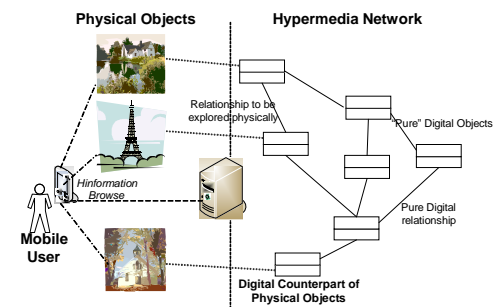 Physical Objects
Hypermedia Network
Relationship to be
explored physically
"Pure" Digital Objects
Hinformation
Browse
Pure Digital
relationship
Mobile
User
Digital Counterpart of
Physical Objects